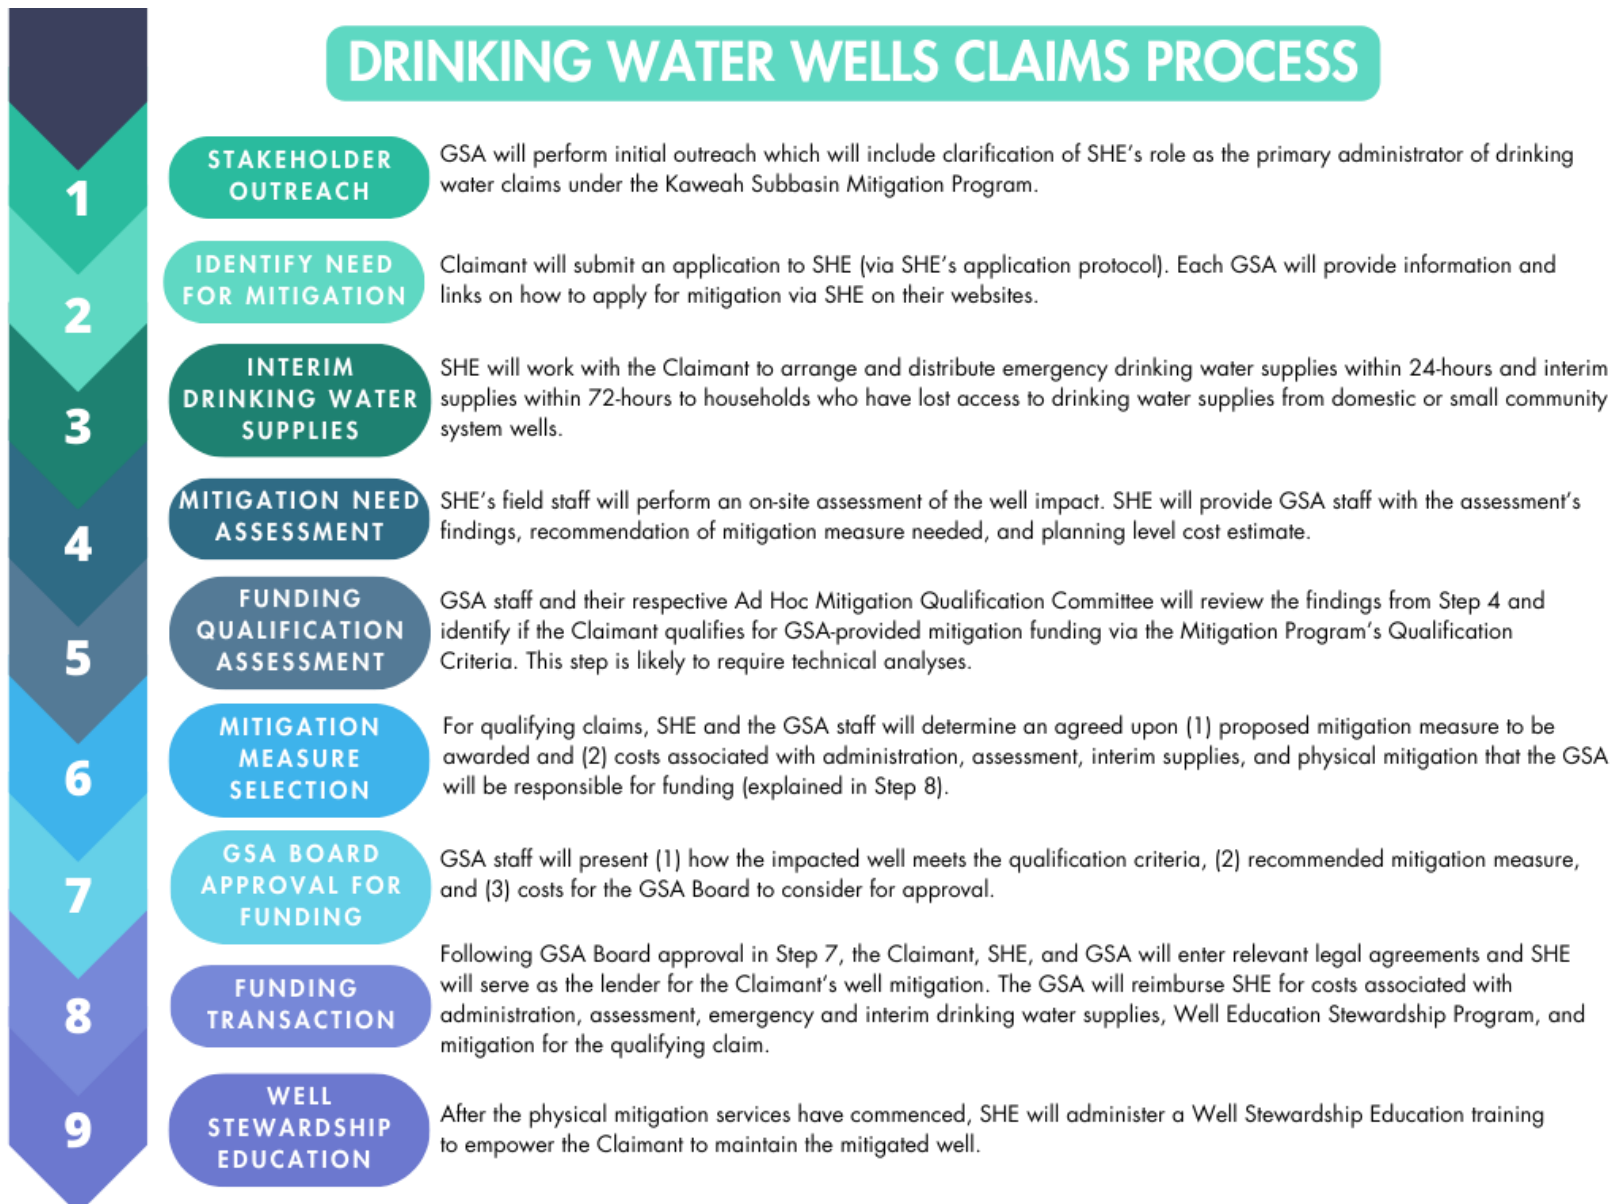 DRINKING WATER WELLS CLAIMS PROCESS
1
STAKEHOLDER
OUTREACH
GSA will perform initial outreach which will include clarification of SHE's role as the primary administrator of drinking
water claims under the Kaweah Subbasin Mitigation Program.
2
IDENTIFY NEED
FOR MITIGATION
Claimant will submit an application to SHE (via SHE's application protocol). Each GSA will provide information and
links on how to apply for mitigation via SHE on their websites.
3
INTERIM
DRINKING WATER
SUPPLIES
SHE will work with the Claimant to arrange and distribute emergency drinking water supplies within 24-hours and interim
supplies within 72-hours to households who have lost access to drinking water supplies from domestic or small community
system wells.
4
MITIGATION NEED
ASSESSMENT
SHE's field staff will perform an on-site assessment of the well impact. SHE will provide GSA staff with the assessment's
findings, recommendation of mitigation measure needed, and planning level cost estimate.
5
FUNDING
QUALIFICATION
ASSESSMENT
GSA staff and their respective Ad Hoc Mitigation Qualification Committee will review the findings from Step 4 and
identify if the Claimant qualifies for GSA-provided mitigation funding via the Mitigation Program's Qualification
Criteria. This step is likely to require technical analyses.
6
MITIGATION
MEASURE
SELECTION
For qualifying claims, SHE and the GSA staff will determine an agreed upon (1) proposed mitigation measure to be
awarded and (2) costs associated with administration, assessment, interim supplies, and physical mitigation that the GSA
will be responsible for funding (explained in Step 8).
7
GSA BOARD
APPROVAL FOR
FUNDING
GSA staff will present (1) how the impacted well meets the qualification criteria, (2) recommended mitigation measure,
and (3) costs for the GSA Board to consider for approval.
8
FUNDING
TRANSACTION
Following GSA Board approval in Step 7, the Claimant, SHE, and GSA will enter relevant legal agreements and SHE
will serve as the lender for the Claimant's well mitigation. The GSA will reimburse SHE for costs associated with
administration, assessment, emergency and interim drinking water supplies, Well Education Stewardship Program, and
mitigation for the qualifying claim.
9
WELL
STEWARDSHIP
EDUCATION
After the physical mitigation services have commenced, SHE will administer a Well Stewardship Education training
to empower the Claimant to maintain the mitigated well.